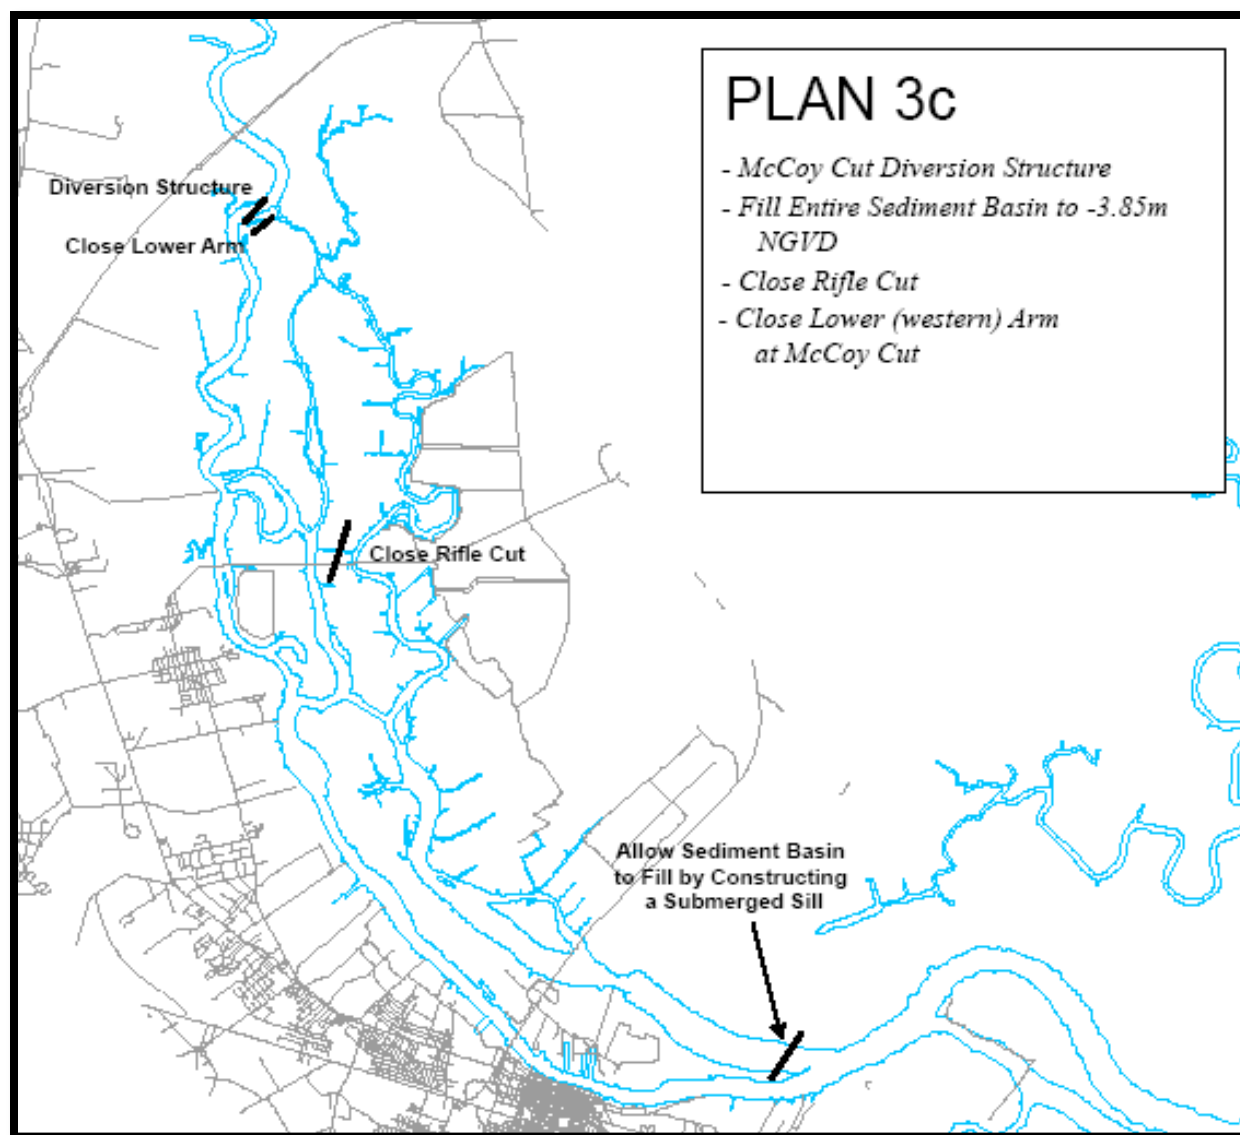 PLAN 3c
- McCoy Cut Diversion Structure
- Fill Entire Sediment Basin to -3.85m
NGVD
- Close Rifle Cut
- Close Lower (western) Arm
at McCoy Cut
Diversion Structure
Close Lower Arm
Close Rifle Cut
Allow Sediment Basin
to Fill by Constructing
a Submerged Sill